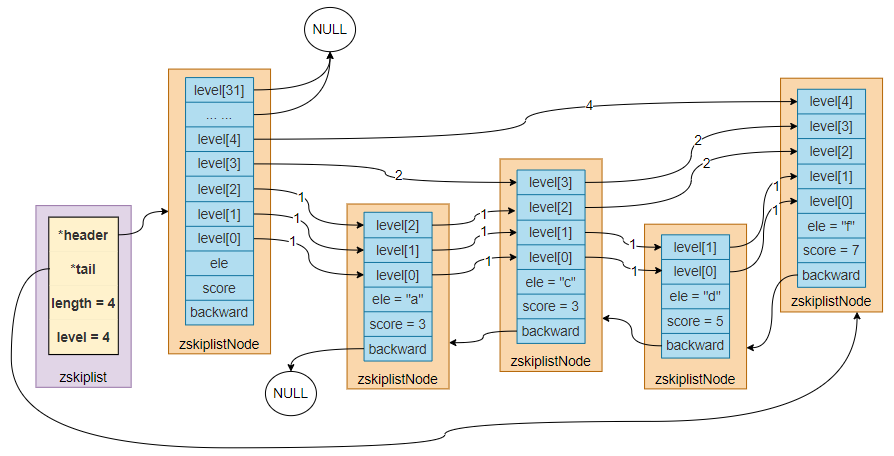 NULL
*header
*tail
length = 4
level = 4
zskiplist
level[31]
... ...
level[4]
level[3]
level[2]
level[1]
level[0]
ele
score
backward
zskiplistNode
4
2
1
1
1
NULL
level[2]
level[1]
level[0]
ele = "a"
score = 3
backward
zskiplistNode
1
1
1
level[3]
level[2]
level[1]
level[0]
ele = "c"
score = 3
backward
zskiplistNode
2
2
1
1
level[1]
level[0]
ele = "d"
score = 5
backward
zskiplistNode
1
1
level[4]
level[3]
level[2]
level[1]
level[0]
ele = "f"
score = 7
backward
zskiplistNode